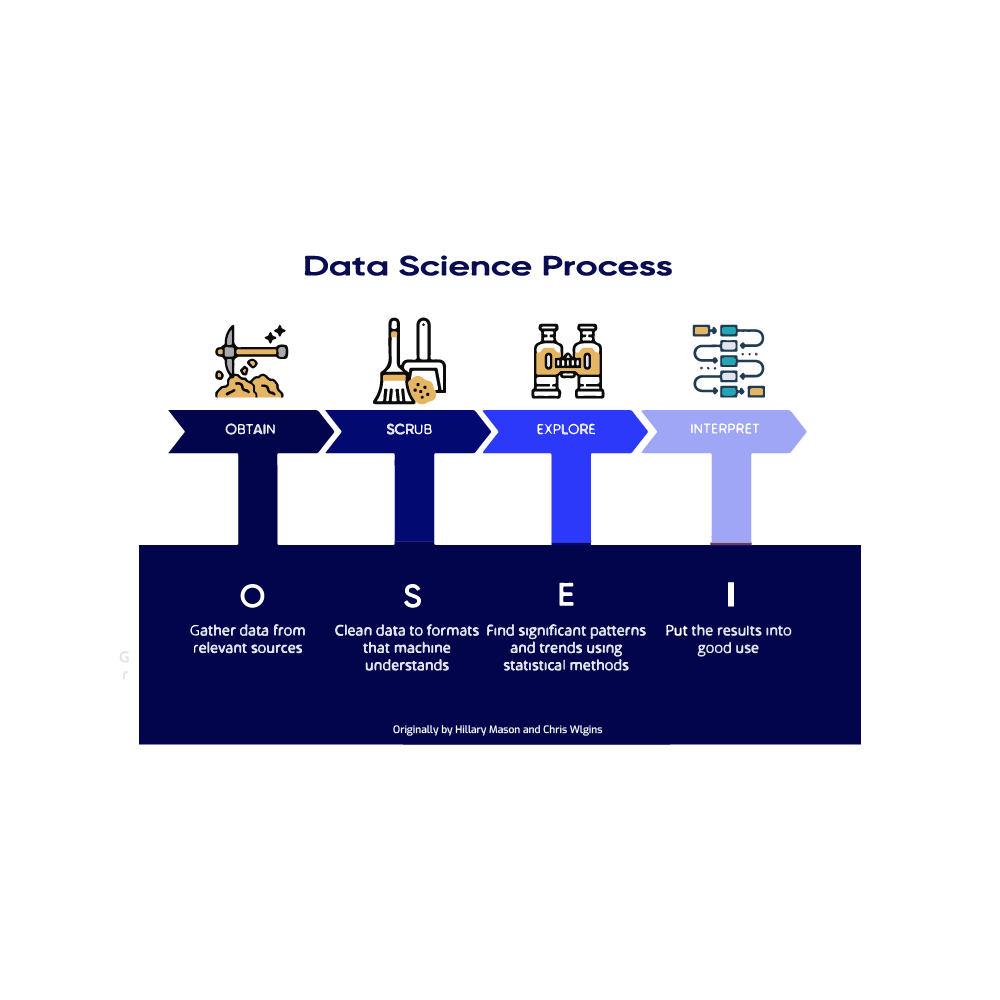 Data Science Process
OBTAIN
SCRUB
EXPLORE
INTERPRET
O
Gather data from
relevant sources
S
Clean data to formats
that machine
understands
E
Find significant patterns
and trends using
statistical methods
I
Put the results into
good use
G
r
Originally by Hillary Mason and Chris Wlgins